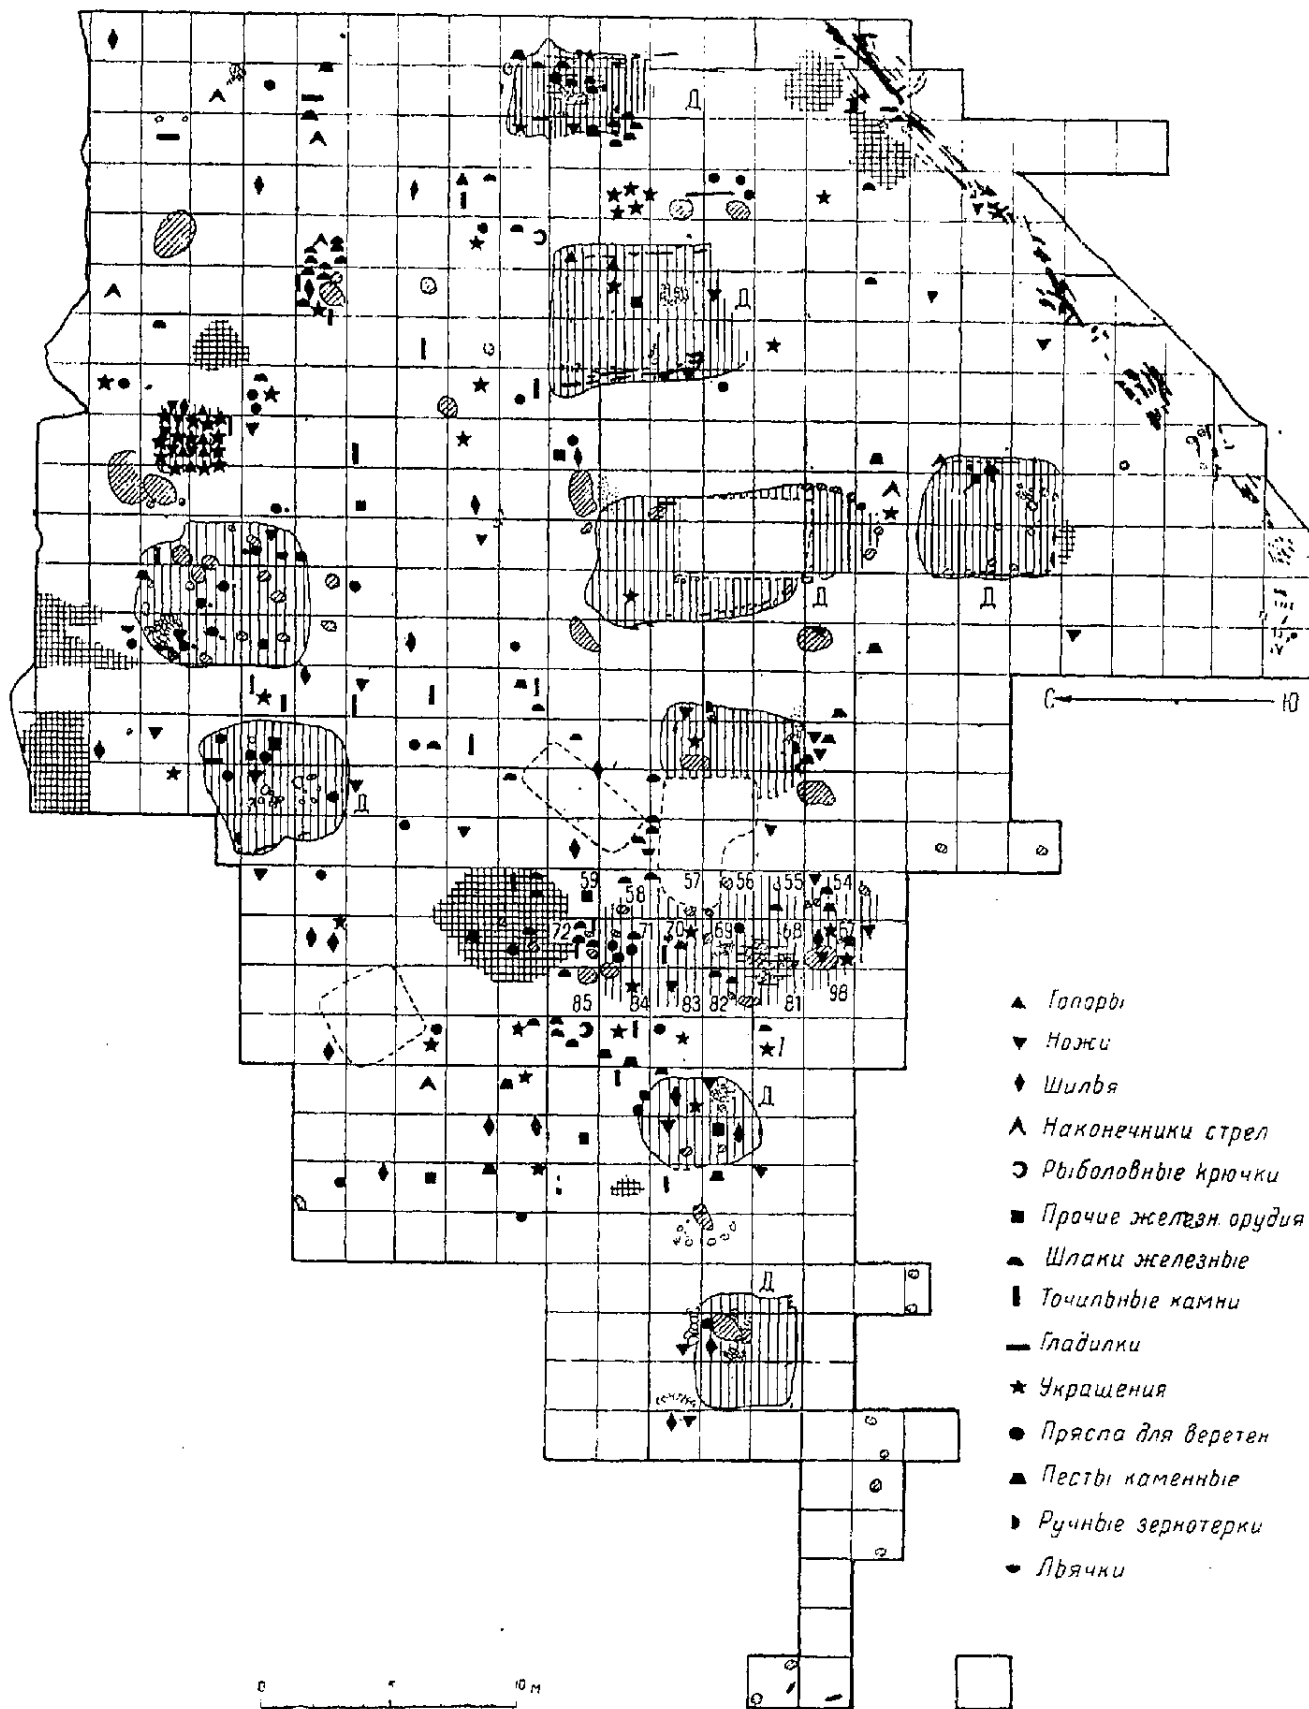 Д
Д
Д
Д
С Ю
Д
59 58 57 56 55 54
72 71 70 69 68 67
85 84 83 82 81 98
Д
Д
Топоры
Ножи
Шилья
Наконечники стрел
Рыболовные крючки
Прочие железн. орудия
Шлаки железные
Точильные камни
Гладилки
Украшения
Пряслa для веретен
Песты каменные
Ручные зернотерки
Льячки
0 5 10 м